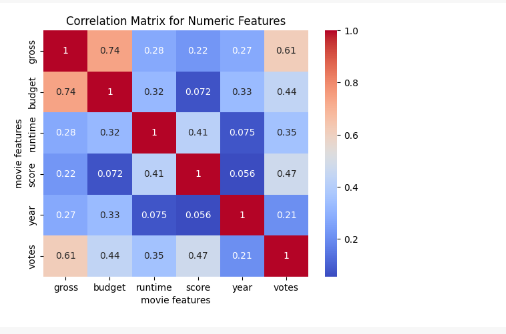 Correlation Matrix for Numeric Features
movie features
gross 1 0.74 0.28 0.22 0.27 0.61
budget 0.74 1 0.32 0.072 0.33 0.44
runtime 0.28 0.32 1 0.41 0.075 0.35
score 0.22 0.072 0.41 1 0.056 0.47
year 0.27 0.33 0.075 0.056 1 0.21
votes 0.61 0.44 0.35 0.47 0.21 1
gross budget runtime score year votes
movie features
1.0
0.8
0.6
0.4
0.2